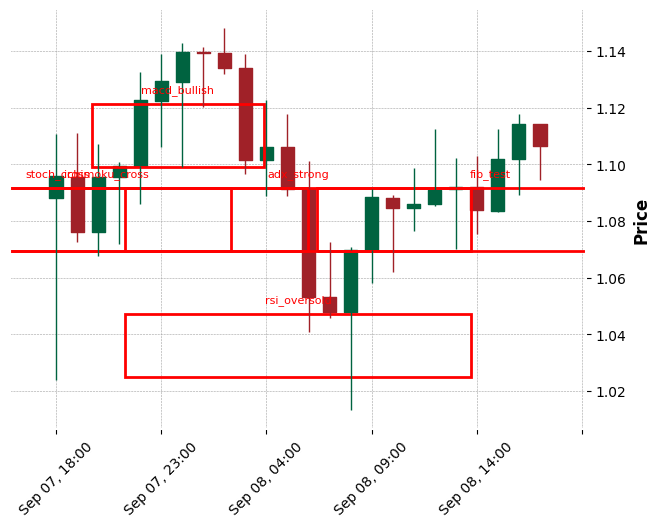 macd_bullish
adx_strong
fib_test
rsi_oversold
1.14
1.12
1.10
1.08
1.06
1.04
1.02
Price
Sep 07, 18:00
Sep 07, 23:00
Sep 08, 04:00
Sep 08, 09:00
Sep 08, 14:00